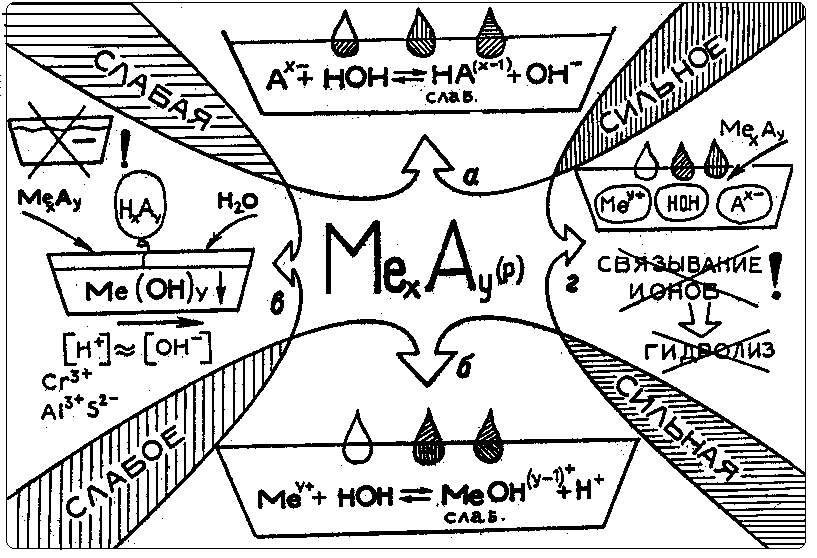 СЛАБАЯ
Aˣ⁻ + HOH ⇌ HA⁽ˣ⁻¹⁾ + OH⁻
слаб.
СИЛЬНОЕ
а
!
MeₓAᵧ
HₓAᵧ
H₂O
Me(OH)ᵧ↓
[H⁺] ≈ [OH⁻]
Cr³⁺
Al³⁺ S²⁻
в
MeₓAᵧ(р)
г
MeₓAᵧ
Meʸ⁺ HOH Aˣ⁻
СВЯЗЫВАНИЕ
ИОНОВ
!
ГИДРОЛИЗ
б
СЛАБОЕ
Meʸ⁺ + HOH ⇌ MeOH⁽ʸ⁻¹⁾⁺ + H⁺
слаб.
СИЛЬНАЯ